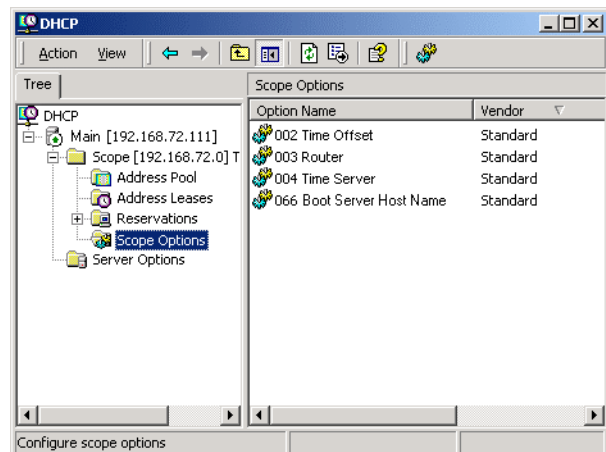 DHCP
Action View
Tree
Scope Options
DHCP
Main [192.168.72.111]
Scope [192.168.72.0] T
Address Pool
Address Leases
Reservations
Scope Options
Server Options
Option Name Vendor
002 Time Offset Standard
003 Router Standard
004 Time Server Standard
066 Boot Server Host Name Standard
Configure scope options